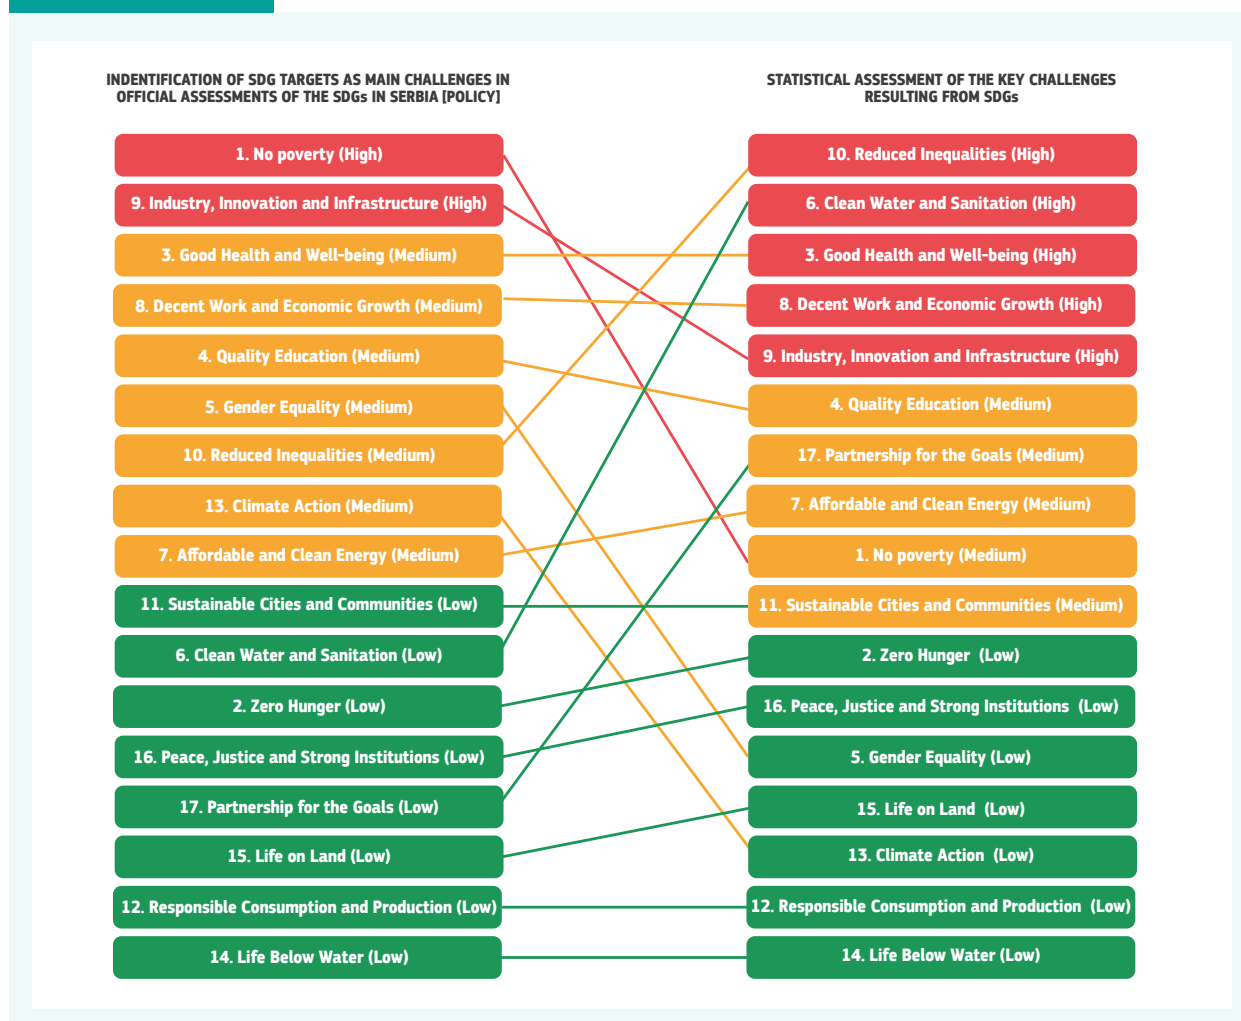 INDENTIFICATION OF SDG TARGETS AS MAIN CHALLENGES IN
OFFICIAL ASSESSMENTS OF THE SDGs IN SERBIA [POLICY]
1. No poverty (High)
9. Industry, Innovation and Infrastructure (High)
3. Good Health and Well-being (Medium)
8. Decent Work and Economic Growth (Medium)
4. Quality Education (Medium)
5. Gender Equality (Medium)
10. Reduced Inequalities (Medium)
13. Climate Action (Medium)
7. Affordable and Clean Energy (Medium)
11. Sustainable Cities and Communities (Low)
6. Clean Water and Sanitation (Low)
2. Zero Hunger (Low)
16. Peace, Justice and Strong Institutions (Low)
17. Partnership for the Goals (Low)
15. Life on Land (Low)
12. Responsible Consumption and Production (Low)
14. Life Below Water (Low)
STATISTICAL ASSESSMENT OF THE KEY CHALLENGES
RESULTING FROM SDGs
10. Reduced Inequalities (High)
6. Clean Water and Sanitation (High)
3. Good Health and Well-being (High)
8. Decent Work and Economic Growth (High)
9. Industry, Innovation and Infrastructure (High)
4. Quality Education (Medium)
17. Partnership for the Goals (Medium)
7. Affordable and Clean Energy (Medium)
1. No poverty (Medium)
11. Sustainable Cities and Communities (Medium)
2. Zero Hunger (Low)
16. Peace, Justice and Strong Institutions (Low)
5. Gender Equality (Low)
15. Life on Land (Low)
13. Climate Action (Low)
12. Responsible Consumption and Production (Low)
14. Life Below Water (Low)